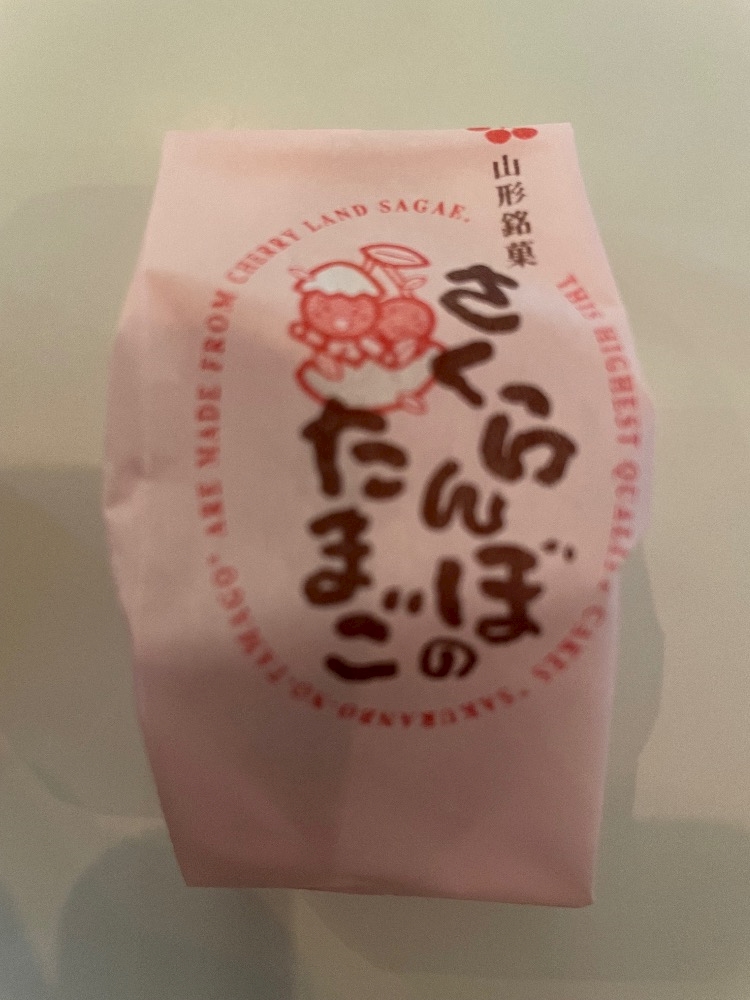 山形銘菓
さくらんぼの
たまご
THIS HIGHEST QUALITY CAKES "SAKURANBO-NO-TAMAGO" ARE MADE FROM CHERRY LAND SAGAE.